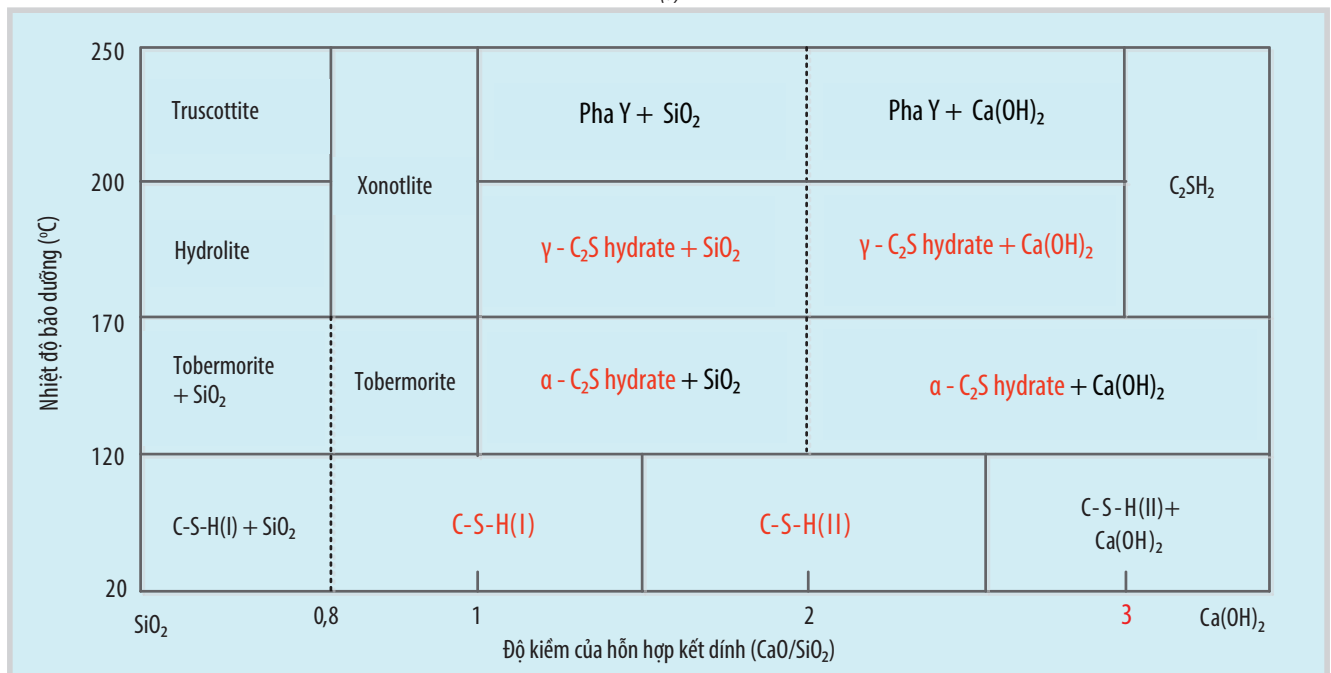 250
Truscottite
Pha Y + SiO₂
Pha Y + Ca(OH)₂
200
Xonotlite
C₂SH₂
Hydrolite
γ - C₂S hydrate + SiO₂
γ - C₂S hydrate + Ca(OH)₂
170
Tobermorite
+ SiO₂
Tobermorite
α - C₂S hydrate + SiO₂
α - C₂S hydrate + Ca(OH)₂
120
C-S-H(I) + SiO₂
C-S-H(I)
C-S-H(II)
C-S-H(II)+
Ca(OH)₂
20
Nhiệt độ bảo dưỡng (ºC)
SiO₂
0,8
1
2
3
Ca(OH)₂
Độ kiềm của hỗn hợp kết dính (CaO/SiO₂)